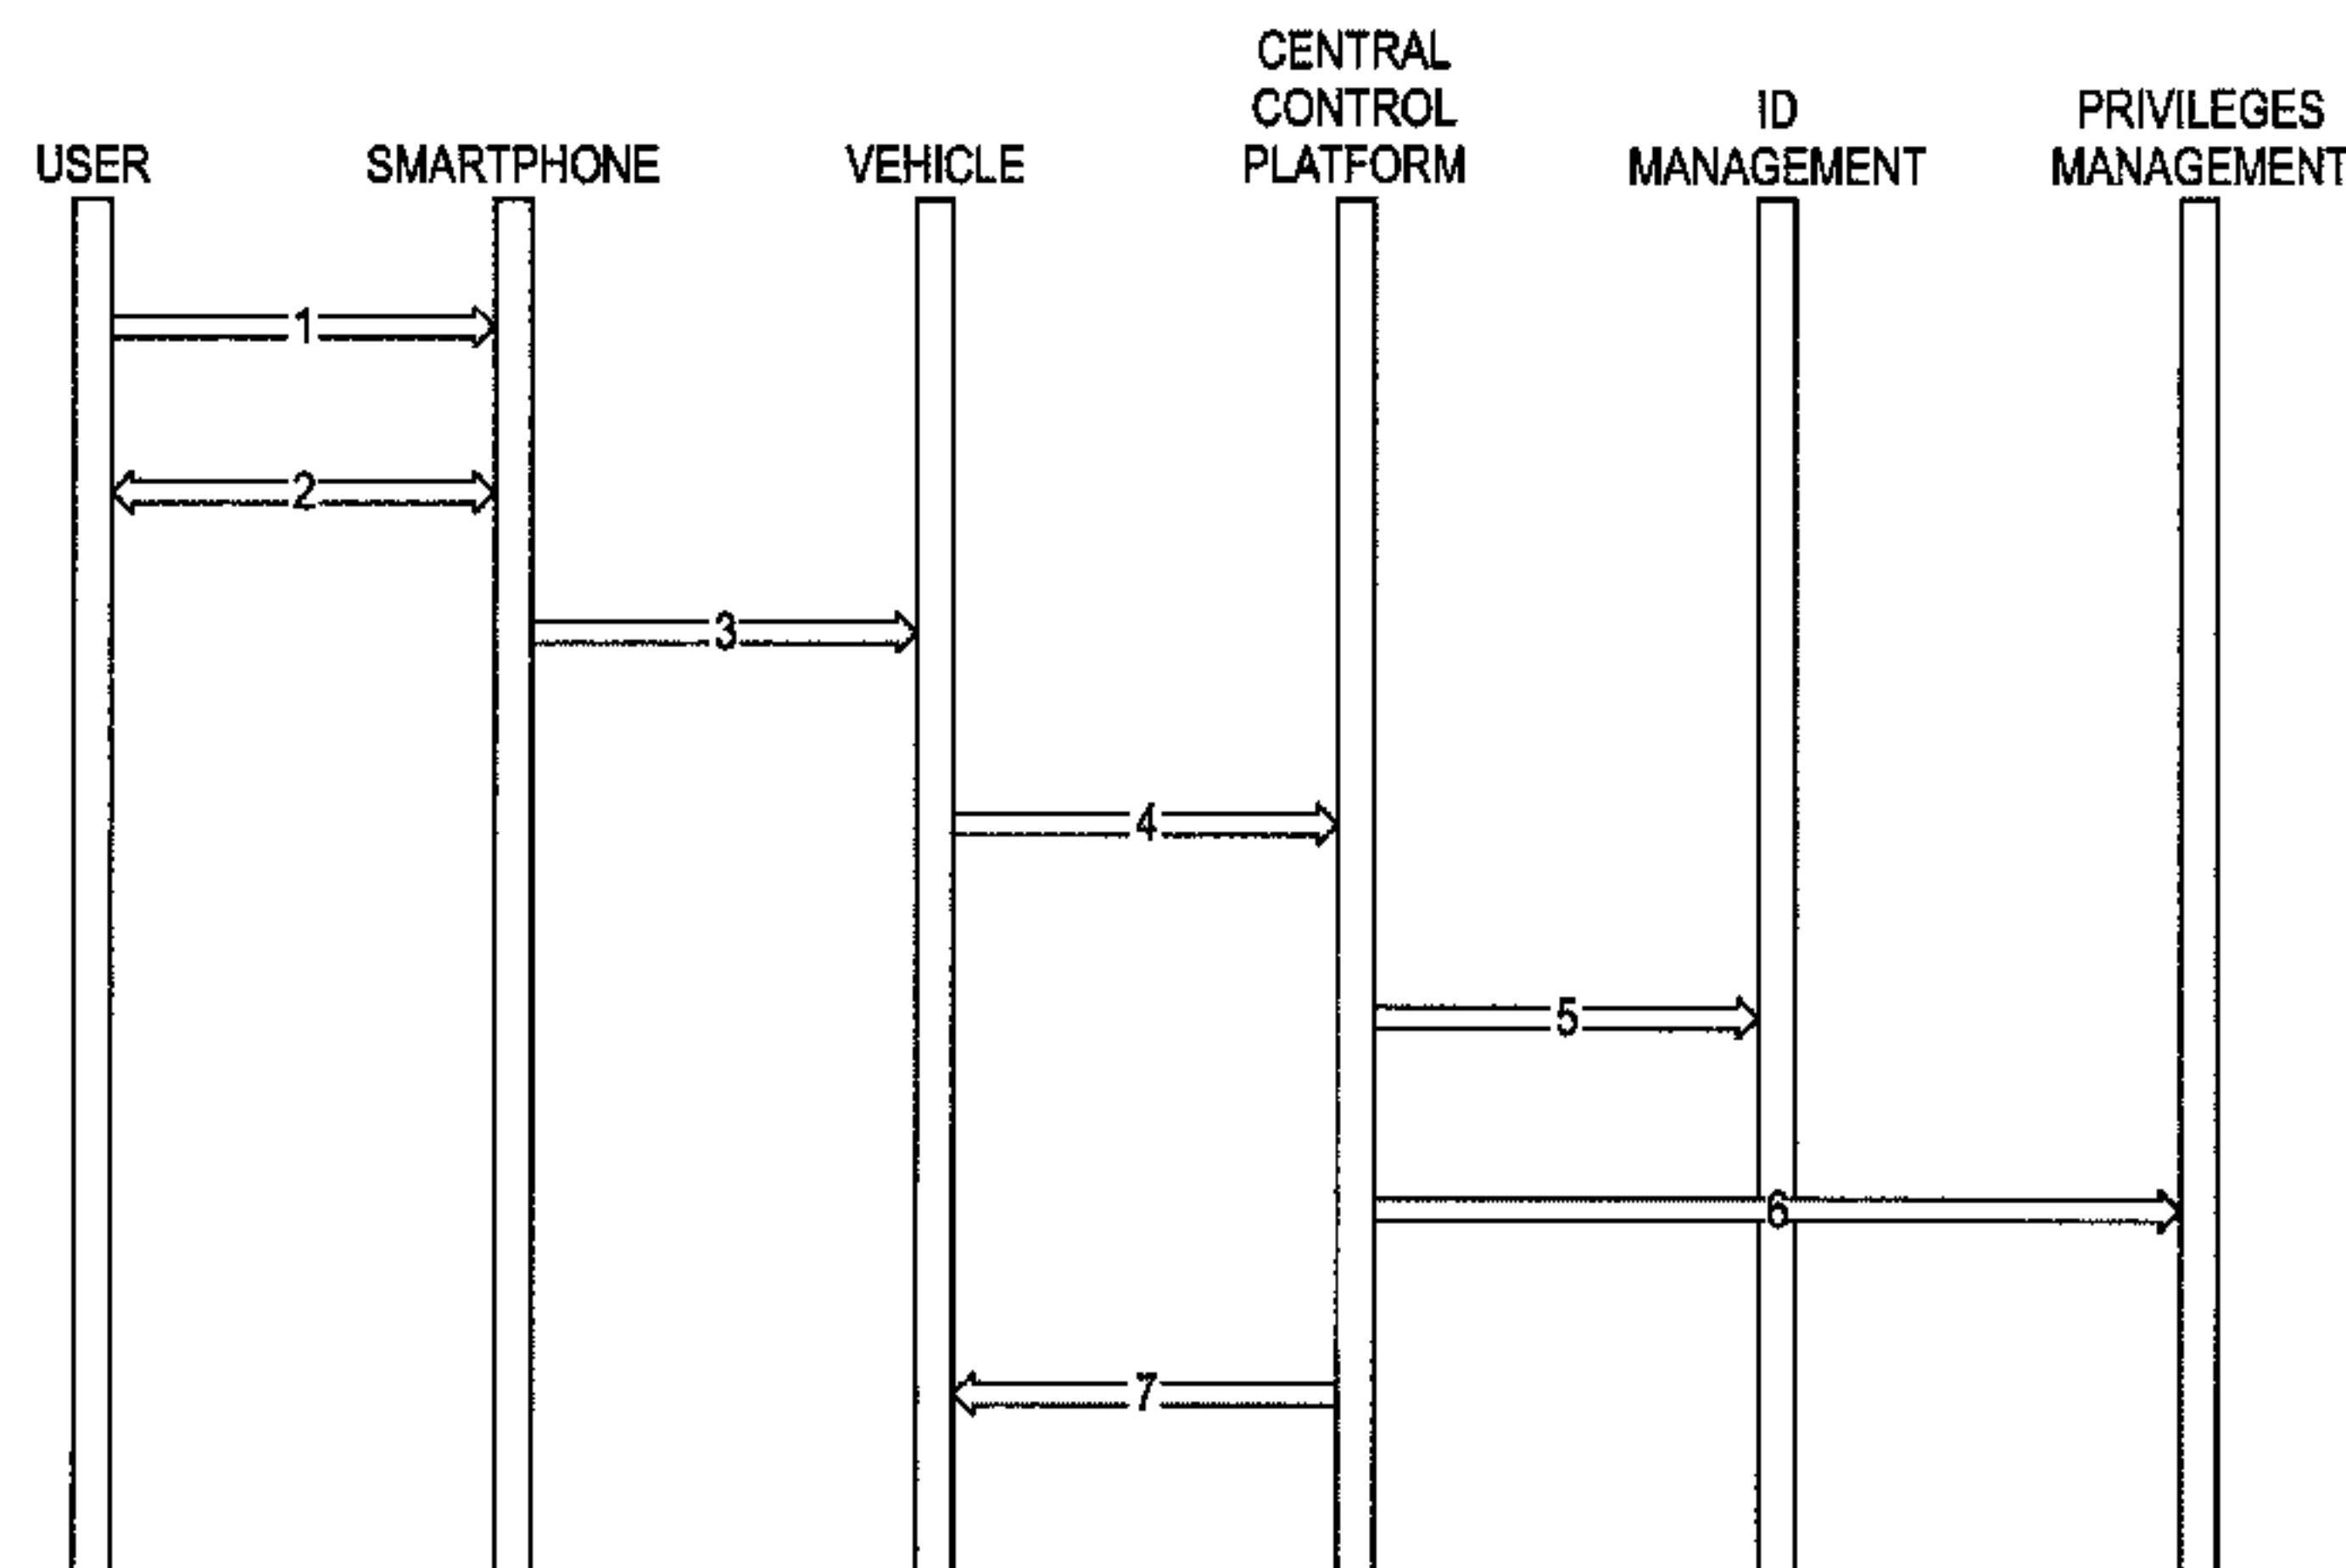 USER
SMARTPHONE
VEHICLE
CENTRAL
CONTROL
PLATFORM
ID
MANAGEMENT
PRIVILEGES
MANAGEMENT
1
2
3
4
5
6
7